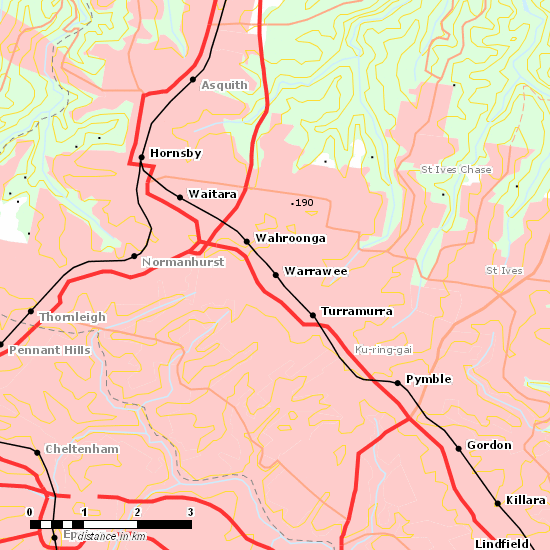 Asquith
Hornsby
St Ives Chase
Waitara
.190
Wahroonga
Normanhurst
Warrawee
St Ives
Turramurra
Thornleigh
Pennant Hills
Ku-ring-gai
Pymble
Gordon
Cheltenham
Killara
0 1 2 3
distance in km
Lindfield